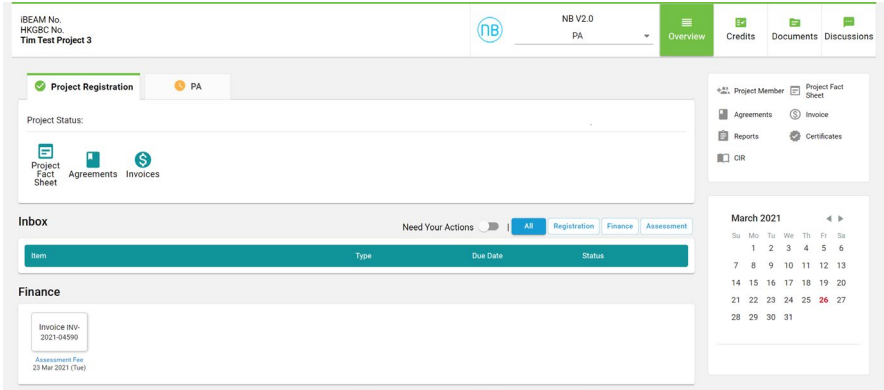 iBEAM No.
HKGBC No.
Tim Test Project 3
NB
NB V2.0
PA
Overview
Credits
Documents
Discussions
Project Registration
PA
Project Status:
Project
Fact
Sheet
Agreements
Invoices
Project Member
Project Fact
Sheet
Agreements
Invoice
Reports
Certificates
CIR
Inbox
Need Your Actions
All
Registration
Finance
Assessment
Item
Type
Due Date
Status
Finance
Invoice INV-
2021-04590
Assessment Fee
23 Mar 2021 (Tue)
March 2021
Su Mo Tu We Th Fr Sa
1 2 3 4 5 6
7 8 9 10 11 12 13
14 15 16 17 18 19 20
21 22 23 24 25 26 27
28 29 30 31